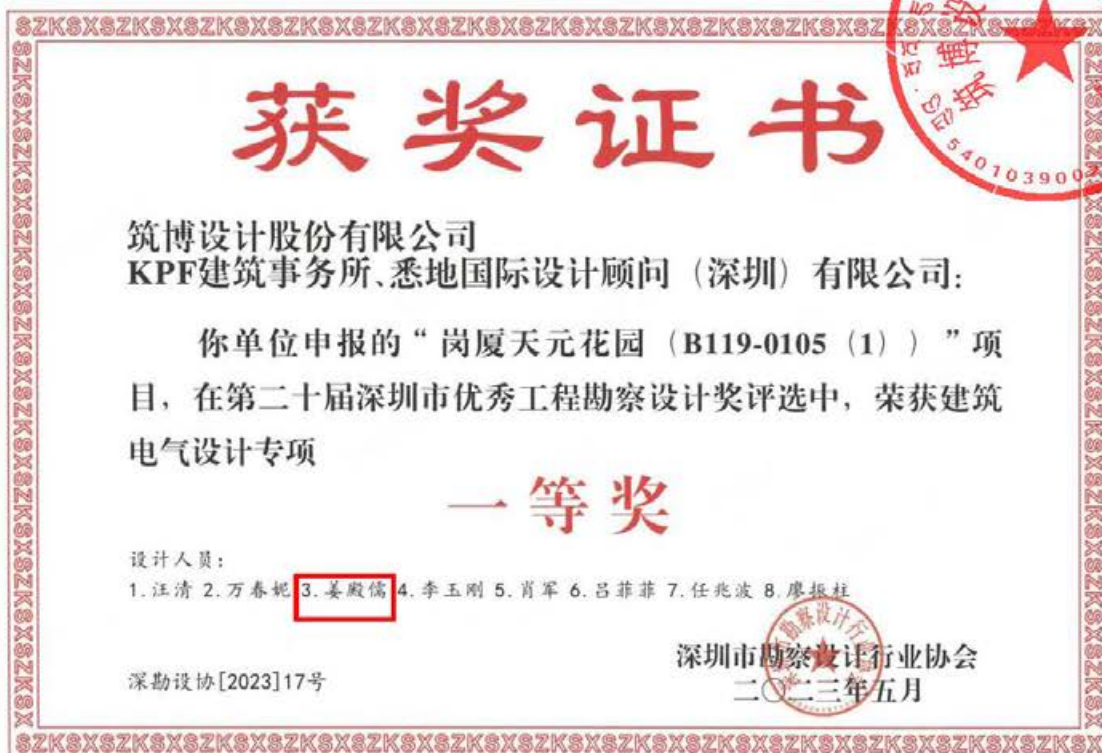 获奖证书
筑博设计股份有限公司
KPF建筑事务所、悉地国际设计顾问（深圳）有限公司：
你单位申报的“岗厦天元花园（B119-0105（1））”项
目，在第二十届深圳市优秀工程勘察设计奖评选中，荣获建筑
电气设计专项
一等奖
设计人员：
1.汪清 2.万春妮 3.姜殿儒 4.李玉刚 5.肖军 6.吕菲菲 7.任兆波 8.廖振柱
深圳市勘察设计行业协会
二〇二三年五月
深勘设协[2023]17号